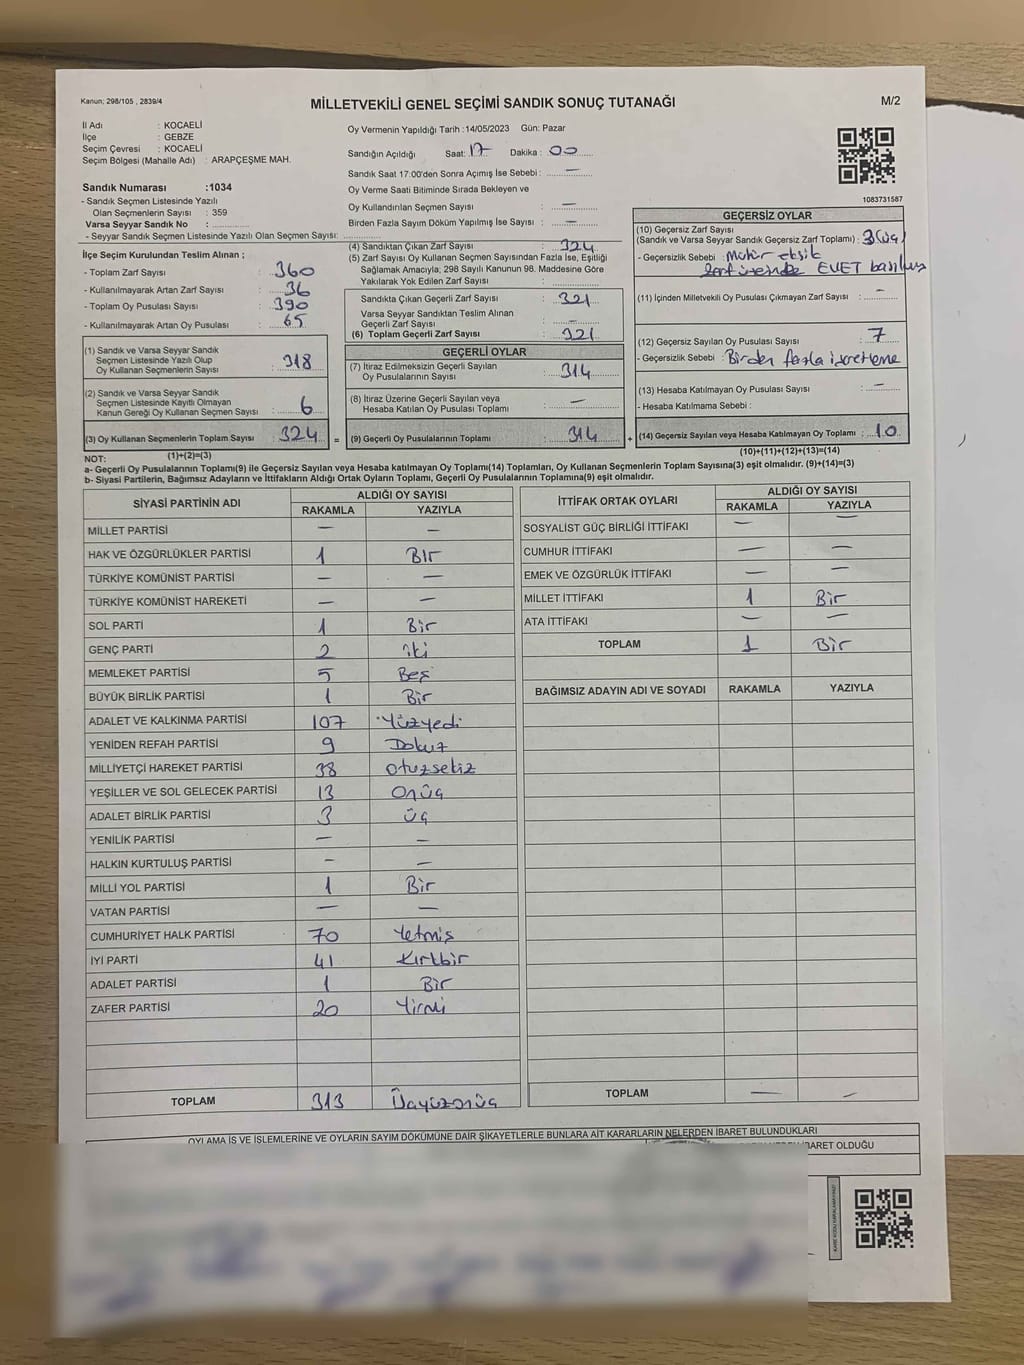 Kanun; 298/105 , 2839/4
MİLLETVEKİLİ GENEL SEÇİMİ SANDIK SONUÇ TUTANAĞI
M/2
İl Adı : KOCAELİ
İlçe : GEBZE
Seçim Çevresi : KOCAELİ
Seçim Bölgesi (Mahalle Adı) : ARAPÇEŞME MAH.
Sandık Numarası :1034
- Sandık Seçmen Listesinde Yazılı
Olan Seçmenlerin Sayısı : 359
Varsa Seyyar Sandık No :
- Seyyar Sandık Seçmen Listesinde Yazılı Olan Seçmen Sayısı:
İlçe Seçim Kurulundan Teslim Alınan ;
- Toplam Zarf Sayısı : 360
- Kullanılmayarak Artan Zarf Sayısı : 36
- Toplam Oy Pusulası Sayısı : 390
- Kullanılmayarak Artan Oy Pusulası : 65
(1) Sandık ve Varsa Seyyar Sandık
Seçmen Listesinde Yazılı Olup
Oy Kullanan Seçmenlerin Sayısı : 318
(2) Sandık ve Varsa Seyyar Sandık
Seçmen Listesinde Kayıtlı Olmayan
Kanun Gereği Oy Kullanan Seçmen Sayısı : 6
(3) Oy Kullanan Seçmenlerin Toplam Sayısı : 324 =
(1)+(2)=(3)
Oy Vermenin Yapıldığı Tarih :14/05/2023 Gün: Pazar
Sandığın Açıldığı Saat: 17 Dakika : 00
Sandık Saat 17:00'den Sonra Açımış İse Sebebi : —
Oy Verme Saati Bitiminde Sırada Bekleyen ve
Oy Kullandırılan Seçmen Sayısı : —
Birden Fazla Sayım Döküm Yapılmış İse Sayısı : —
(4) Sandıktan Çıkan Zarf Sayısı : 324
(5) Zarf Sayısı Oy Kullanan Seçmen Sayısından Fazla İse, Eşitliği
Sağlamak Amacıyla; 298 Sayılı Kanunun 98. Maddesine Göre
Yakılarak Yok Edilen Zarf Sayısı :
Sandıkta Çıkan Geçerli Zarf Sayısı : 321
Varsa Seyyar Sandıktan Teslim Alınan
Geçerli Zarf Sayısı : —
(6) Toplam Geçerli Zarf Sayısı : 321
GEÇERLİ OYLAR
(7) İtiraz Edilmeksizin Geçerli Sayılan
Oy Pusulalarının Sayısı : 314
(8) İtiraz Üzerine Geçerli Sayılan veya
Hesaba Katılan Oy Pusulası Toplamı : —
(9) Geçerli Oy Pusulalarının Toplamı : 314 +
1083731587
GEÇERSİZ OYLAR
(10) Geçersiz Zarf Sayısı
(Sandık ve Varsa Seyyar Sandık Geçersiz Zarf Toplamı) : 3(üç)
- Geçersizlik Sebebi : Mühür eksik
Zarf üzerinde EVET basılmış
(11) İçinden Milletvekili Oy Pusulası Çıkmayan Zarf Sayısı : —
(12) Geçersiz Sayılan Oy Pusulası Sayısı : 7
- Geçersizlik Sebebi : Birden fazla işaretleme
(13) Hesaba Katılmayan Oy Pusulası Sayısı : —
- Hesaba Katılmama Sebebi :
(14) Geçersiz Sayılan veya Hesaba Katılmayan Oy Toplamı : 10
(10)+(11)+(12)+(13)=(14)
NOT:
a- Geçerli Oy Pusulalarının Toplamı(9) ile Geçersiz Sayılan veya Hesaba katılmayan Oy Toplamı(14) Toplamları, Oy Kullanan Seçmenlerin Toplam Sayısına(3) eşit olmalıdır. (9)+(14)=(3)
b- Siyasi Partilerin, Bağımsız Adayların ve İttifakların Aldığı Ortak Oyların Toplamı, Geçerli Oy Pusulalarının Toplamına(9) eşit olmalıdır.
SİYASİ PARTİNİN ADI ALDIĞI OY SAYISI
RAKAMLA YAZIYLA
MİLLET PARTİSİ — —
HAK VE ÖZGÜRLÜKLER PARTİSİ 1 Bir
TÜRKİYE KOMÜNİST PARTİSİ — —
TÜRKİYE KOMÜNİST HAREKETİ — —
SOL PARTİ 1 Bir
GENÇ PARTİ 2 iki
MEMLEKET PARTİSİ 5 Beş
BÜYÜK BİRLİK PARTİSİ 1 Bir
ADALET VE KALKINMA PARTİSİ 107 Yüzyedi
YENİDEN REFAH PARTİSİ 9 Dokuz
MİLLİYETÇİ HAREKET PARTİSİ 38 otuzsekiz
YEŞİLLER VE SOL GELECEK PARTİSİ 13 Onüç
ADALET BİRLİK PARTİSİ 3 üç
YENİLİK PARTİSİ — —
HALKIN KURTULUŞ PARTİSİ — —
MİLLİ YOL PARTİSİ 1 Bir
VATAN PARTİSİ — —
CUMHURİYET HALK PARTİSİ 70 Yetmiş
İYİ PARTİ 41 Kırkbir
ADALET PARTİSİ 1 Bir
ZAFER PARTİSİ 20 Yirmi
TOPLAM 313 Üçyüzonüç
İTTİFAK ORTAK OYLARI ALDIĞI OY SAYISI
RAKAMLA YAZIYLA
SOSYALİST GÜÇ BİRLİĞİ İTTİFAKI — —
CUMHUR İTTİFAKI — —
EMEK VE ÖZGÜRLÜK İTTİFAKI — —
MİLLET İTTİFAKI 1 Bir
ATA İTTİFAKI — —
TOPLAM 1 Bir
BAĞIMSIZ ADAYIN ADI VE SOYADI RAKAMLA YAZIYLA
TOPLAM — —
OYLAMA İŞ VE İŞLEMLERİNE VE OYLARIN SAYIM DÖKÜMÜNE DAİR ŞİKAYETLERLE BUNLARA AİT KARARLARIN NELERDEN İBARET BULUNDUKLARI
İBARET OLDUĞU